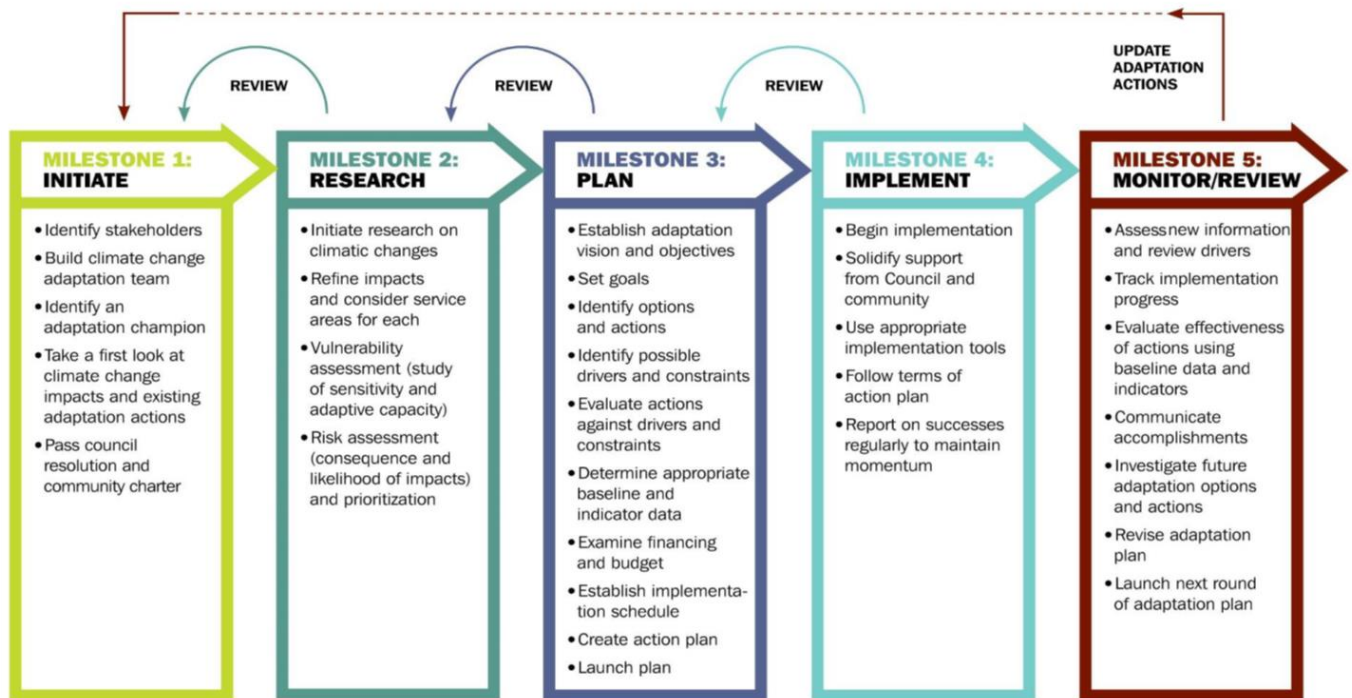 UPDATE
ADAPTATION
ACTIONS
REVIEW
REVIEW
REVIEW
MILESTONE 1:
INITIATE
• Identify stakeholders
• Build climate change
adaptation team
• Identify an
adaptation champion
• Take a first look at
climate change
impacts and existing
adaptation actions
• Pass council
resolution and
community charter
MILESTONE 2:
RESEARCH
• Initiate research on
climatic changes
• Refine impacts
and consider service
areas for each
• Vulnerability
assessment (study
of sensitivity and
adaptive capacity)
• Risk assessment
(consequence and
likelihood of impacts)
and prioritization
MILESTONE 3:
PLAN
• Establish adaptation
vision and objectives
• Set goals
• Identify options
and actions
• Identify possible
drivers and constraints
• Evaluate actions
against drivers and
constraints
• Determine appropriate
baseline and
indicator data
• Examine financing
and budget
• Establish implementa-
tion schedule
• Create action plan
• Launch plan
MILESTONE 4:
IMPLEMENT
• Begin implementation
• Solidify support
from Council and
community
• Use appropriate
implementation tools
• Follow terms of
action plan
• Report on successes
regularly to maintain
momentum
MILESTONE 5:
MONITOR/REVIEW
• Assess new information
and review drivers
• Track implementation
progress
• Evaluate effectiveness
of actions using
baseline data and
indicators
• Communicate
accomplishments
• Investigate future
adaptation options
and actions
• Revise adaptation
plan
• Launch next round
of adaptation plan